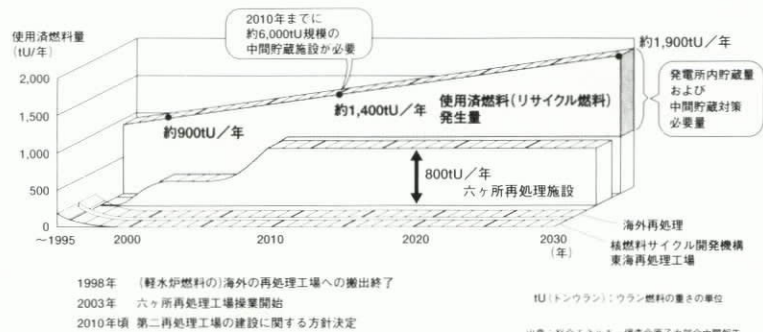 使用済燃料量
(tU/年)
2,000
1,500
1,000
500
0
2010年までに
約6,000tU規模の
中間貯蔵施設が必要
約1,900tU/年
約1,400tU/年
約900tU/年
使用済燃料(リサイクル燃料)
発生量
発電所内貯蔵量
および
中間貯蔵対策
必要量
800tU/年
六ヶ所再処理施設
海外再処理
核燃料サイクル開発機構
東海再処理工場
~1995
2000
2010
2020
2030
(年)
1998年 (軽水炉燃料の)海外の再処理工場への搬出終了
2003年 六ヶ所再処理工場操業開始
2010年頃 第二再処理工場の建設に関する方針決定
tU(トンウラン):ウラン燃料の重さの単位